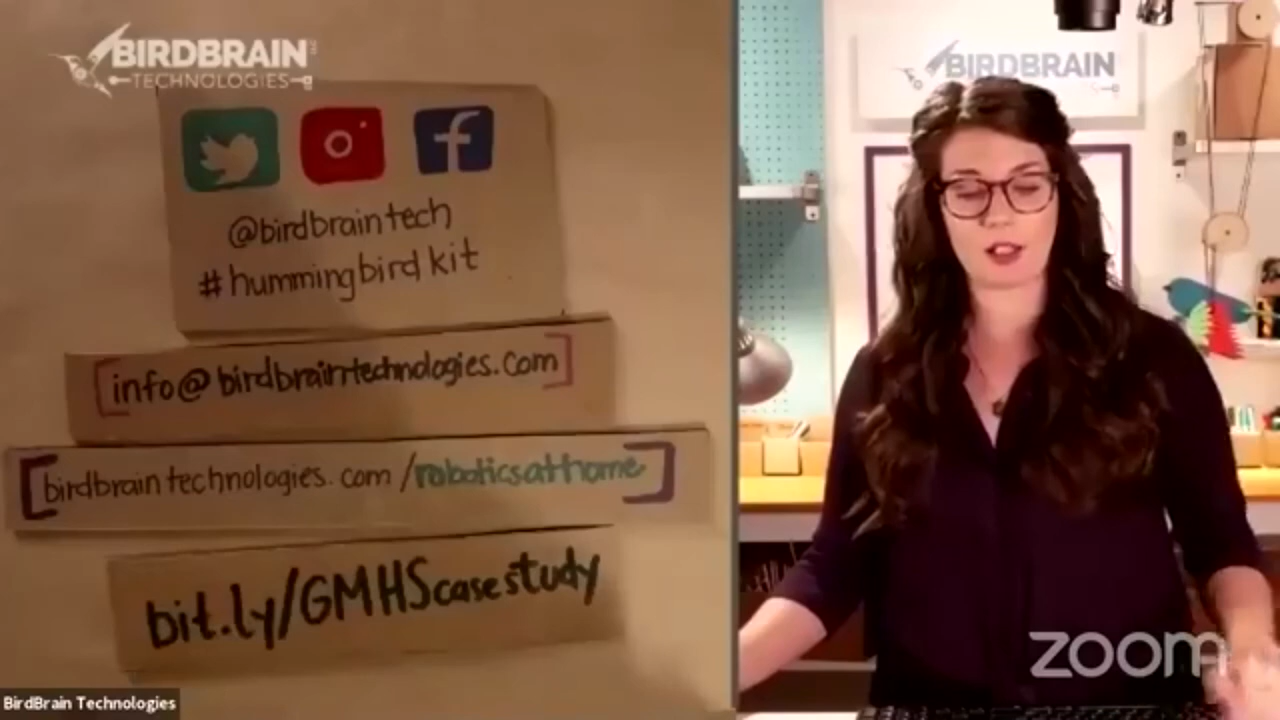 BIRDBRAIN
TECHNOLOGIES
@birdbraintech
#hummingbird kit
[info@birdbraintechnologies.com]
[birdbraintechnologies.com/roboticsathome]
bit.ly/GMHScasestudy
BirdBrain Technologies
BIRDBRAIN
zoom